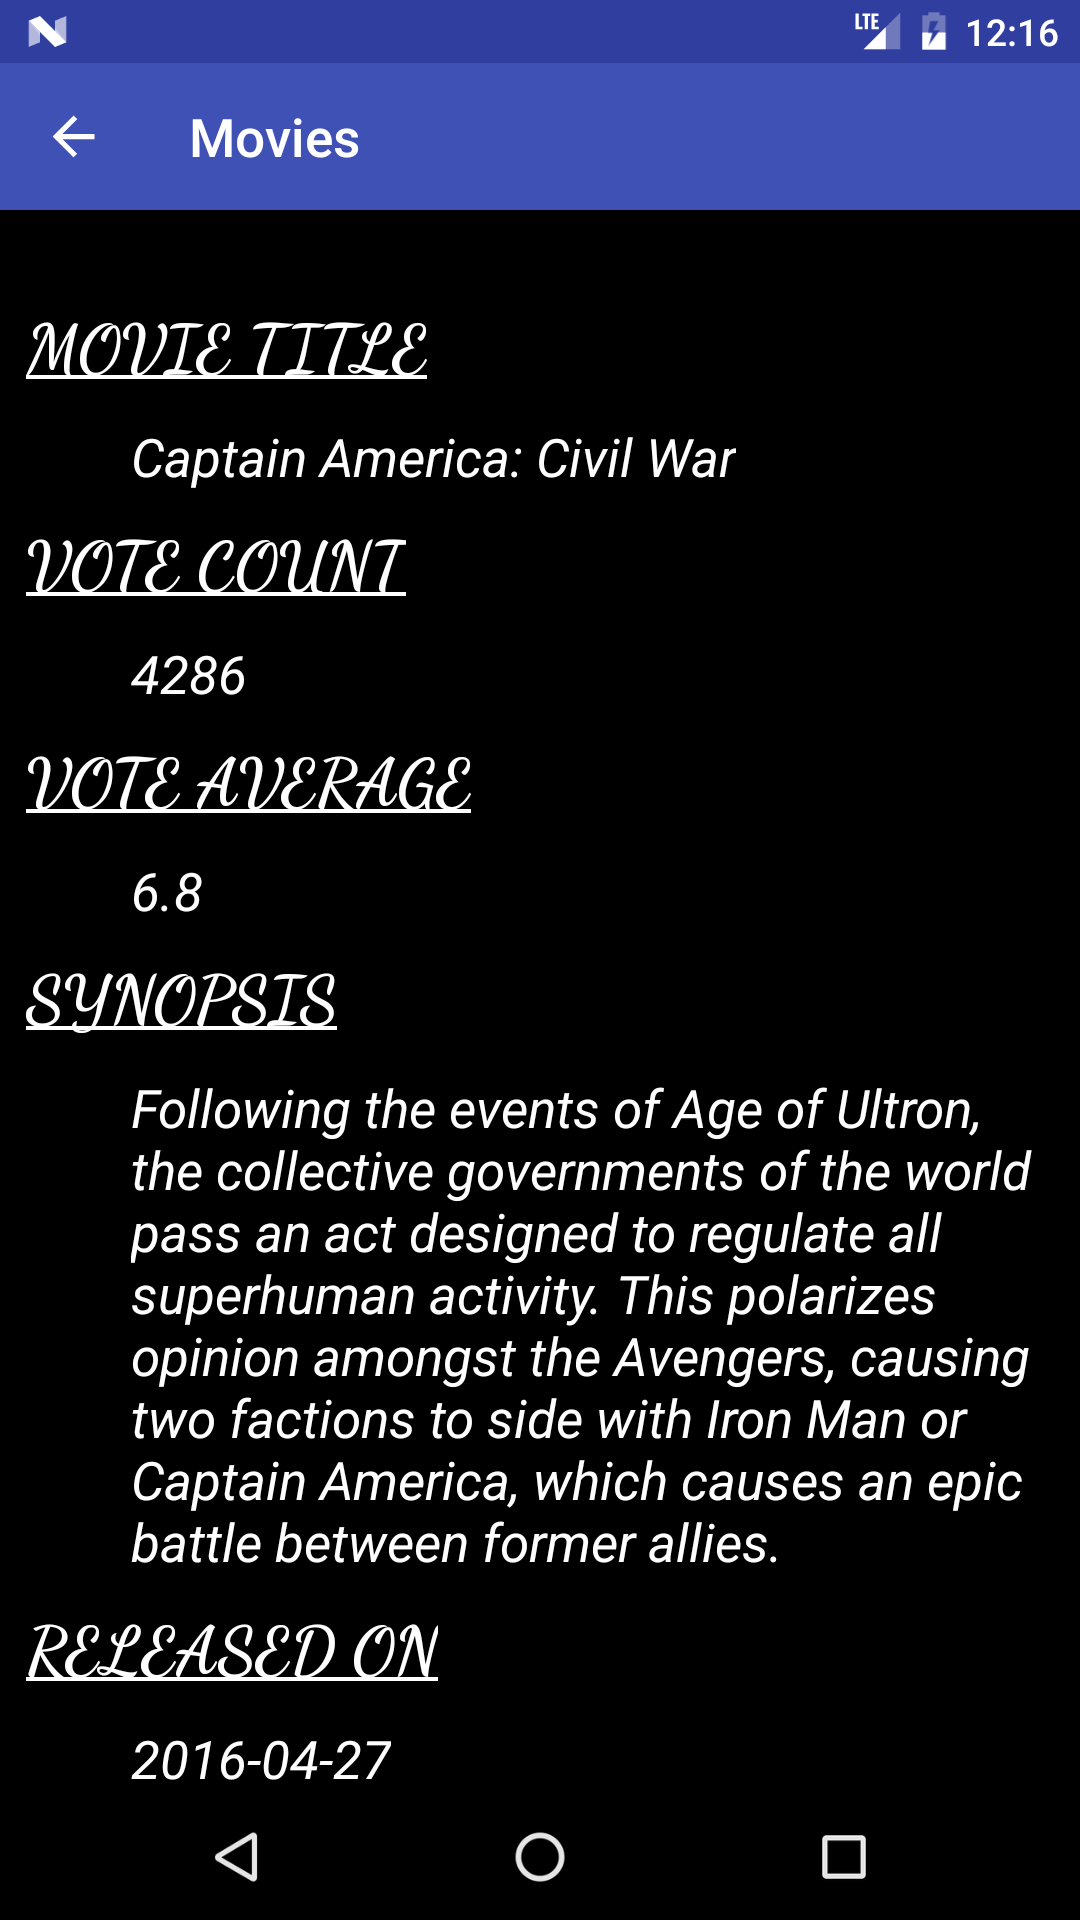 LTE 12:16
Movies
MOVIE TITLE
Captain America: Civil War
VOTE COUNT
4286
VOTE AVERAGE
6.8
SYNOPSIS
Following the events of Age of Ultron,
the collective governments of the world
pass an act designed to regulate all
superhuman activity. This polarizes
opinion amongst the Avengers, causing
two factions to side with Iron Man or
Captain America, which causes an epic
battle between former allies.
RELEASED ON
2016-04-27